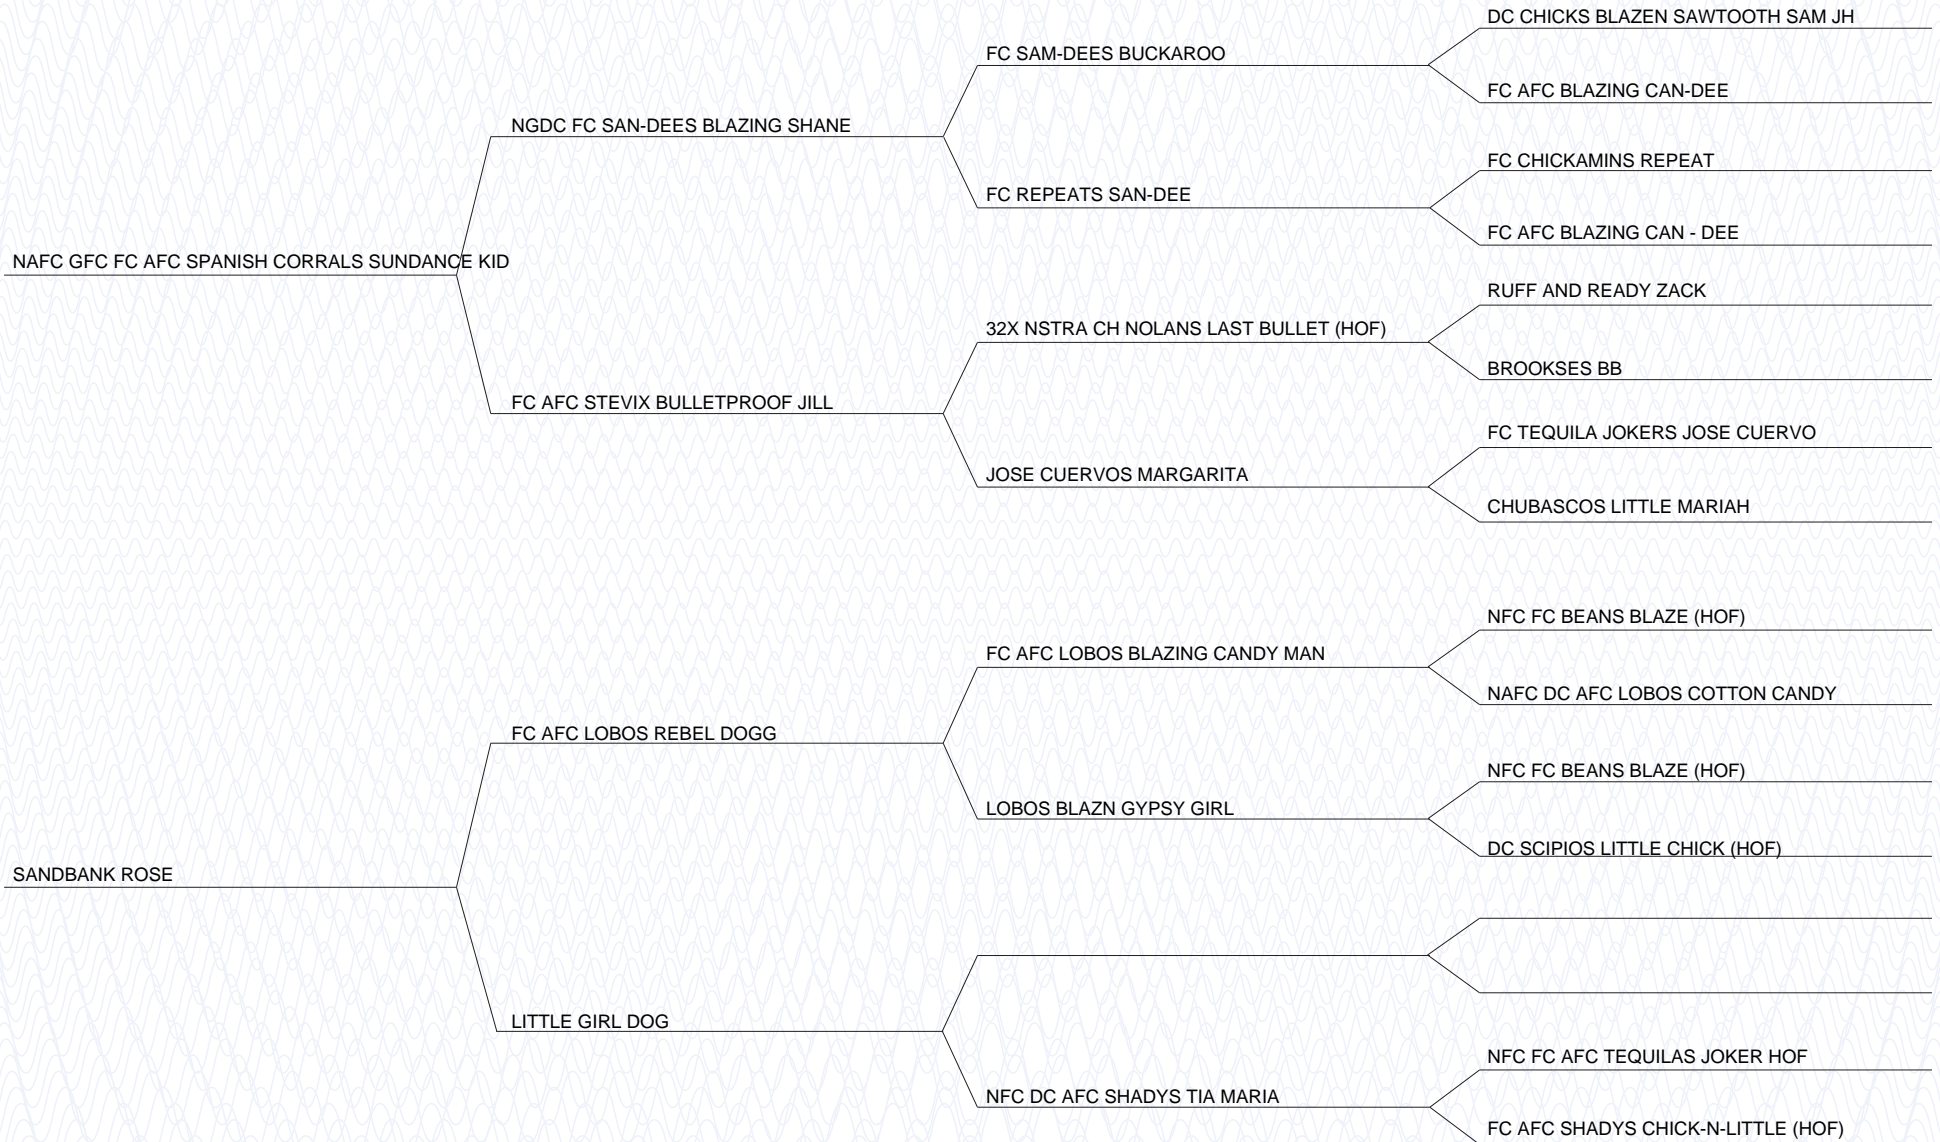 DC CHICKS BLAZEN SAWTOOTH SAM JH
FC SAM-DEES BUCKAROO
FC AFC BLAZING CAN-DEE
NGDC FC SAN-DEES BLAZING SHANE
FC CHICKAMINS REPEAT
FC REPEATS SAN-DEE
FC AFC BLAZING CAN - DEE
NAFC GFC FC AFC SPANISH CORRALS SUNDANCE KID
RUFF AND READY ZACK
32X NSTRA CH NOLANS LAST BULLET (HOF)
BROOKSES BB
FC AFC STEVIX BULLETPROOF JILL
FC TEQUILA JOKERS JOSE CUERVO
JOSE CUERVOS MARGARITA
CHUBASCOS LITTLE MARIAH
NFC FC BEANS BLAZE (HOF)
FC AFC LOBOS BLAZING CANDY MAN
NAFC DC AFC LOBOS COTTON CANDY
FC AFC LOBOS REBEL DOGG
NFC FC BEANS BLAZE (HOF)
LOBOS BLAZN GYPSY GIRL
DC SCIPIOS LITTLE CHICK (HOF)
SANDBANK ROSE
LITTLE GIRL DOG
NFC FC AFC TEQUILAS JOKER HOF
NFC DC AFC SHADYS TIA MARIA
FC AFC SHADYS CHICK-N-LITTLE (HOF)